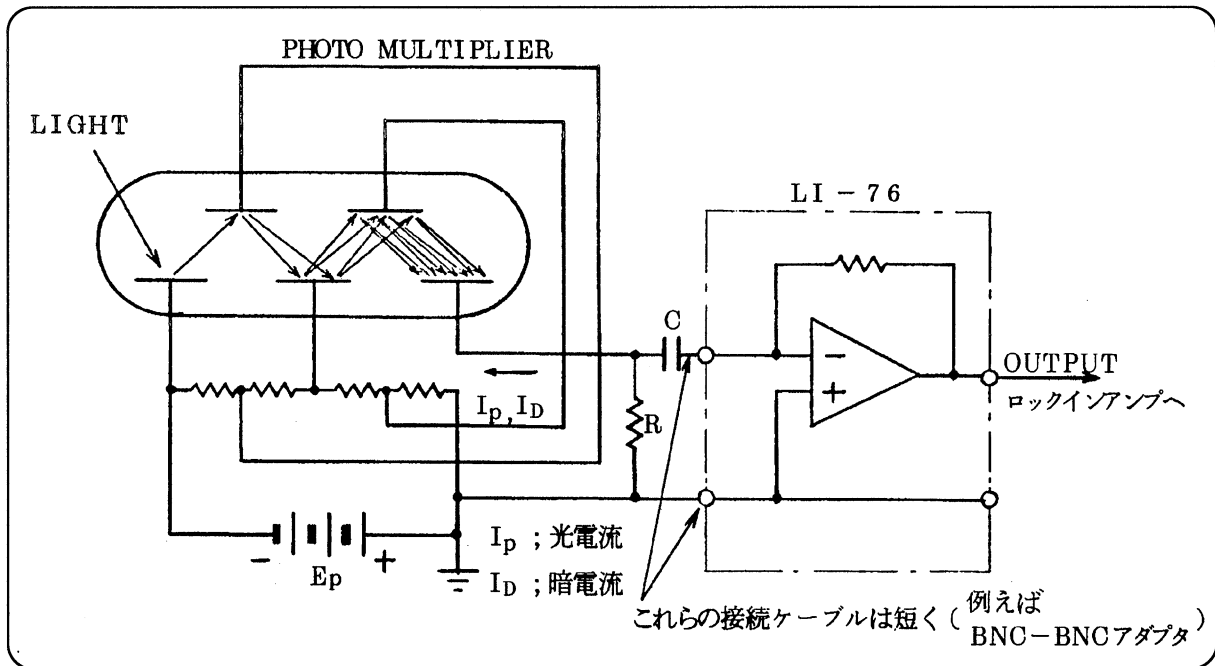 PHOTO MULTIPLIER
LIGHT
LI-76
C
OUTPUT
ロックインアンプへ
Ip,ID
R
-
+
- Ep +
Ip ; 光電流
ID ; 暗電流
これらの接続ケーブルは短く(例えば
BNC-BNCアダプタ)